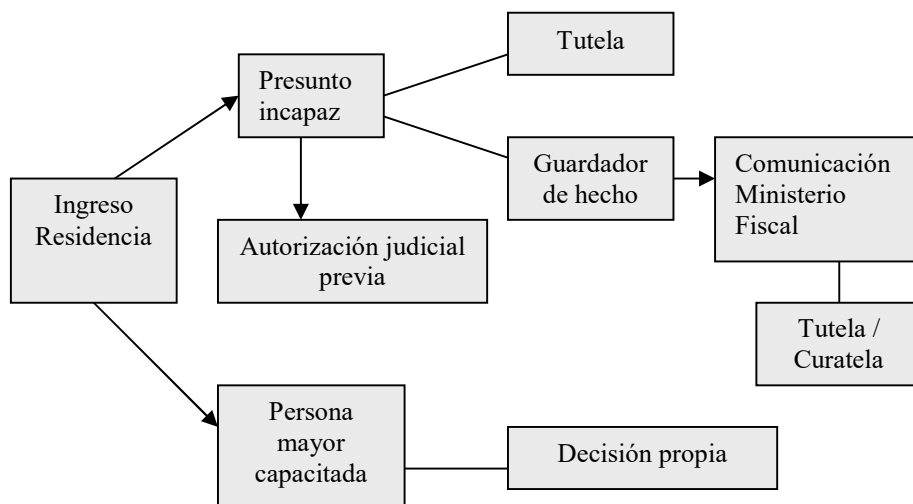 Tutela
Presunto
incapaz
Guardador
de hecho
Comunicación
Ministerio
Fiscal
Ingreso
Residencia
Autorización judicial
previa
Tutela /
Curatela
Persona
mayor
capacitada
Decisión propia